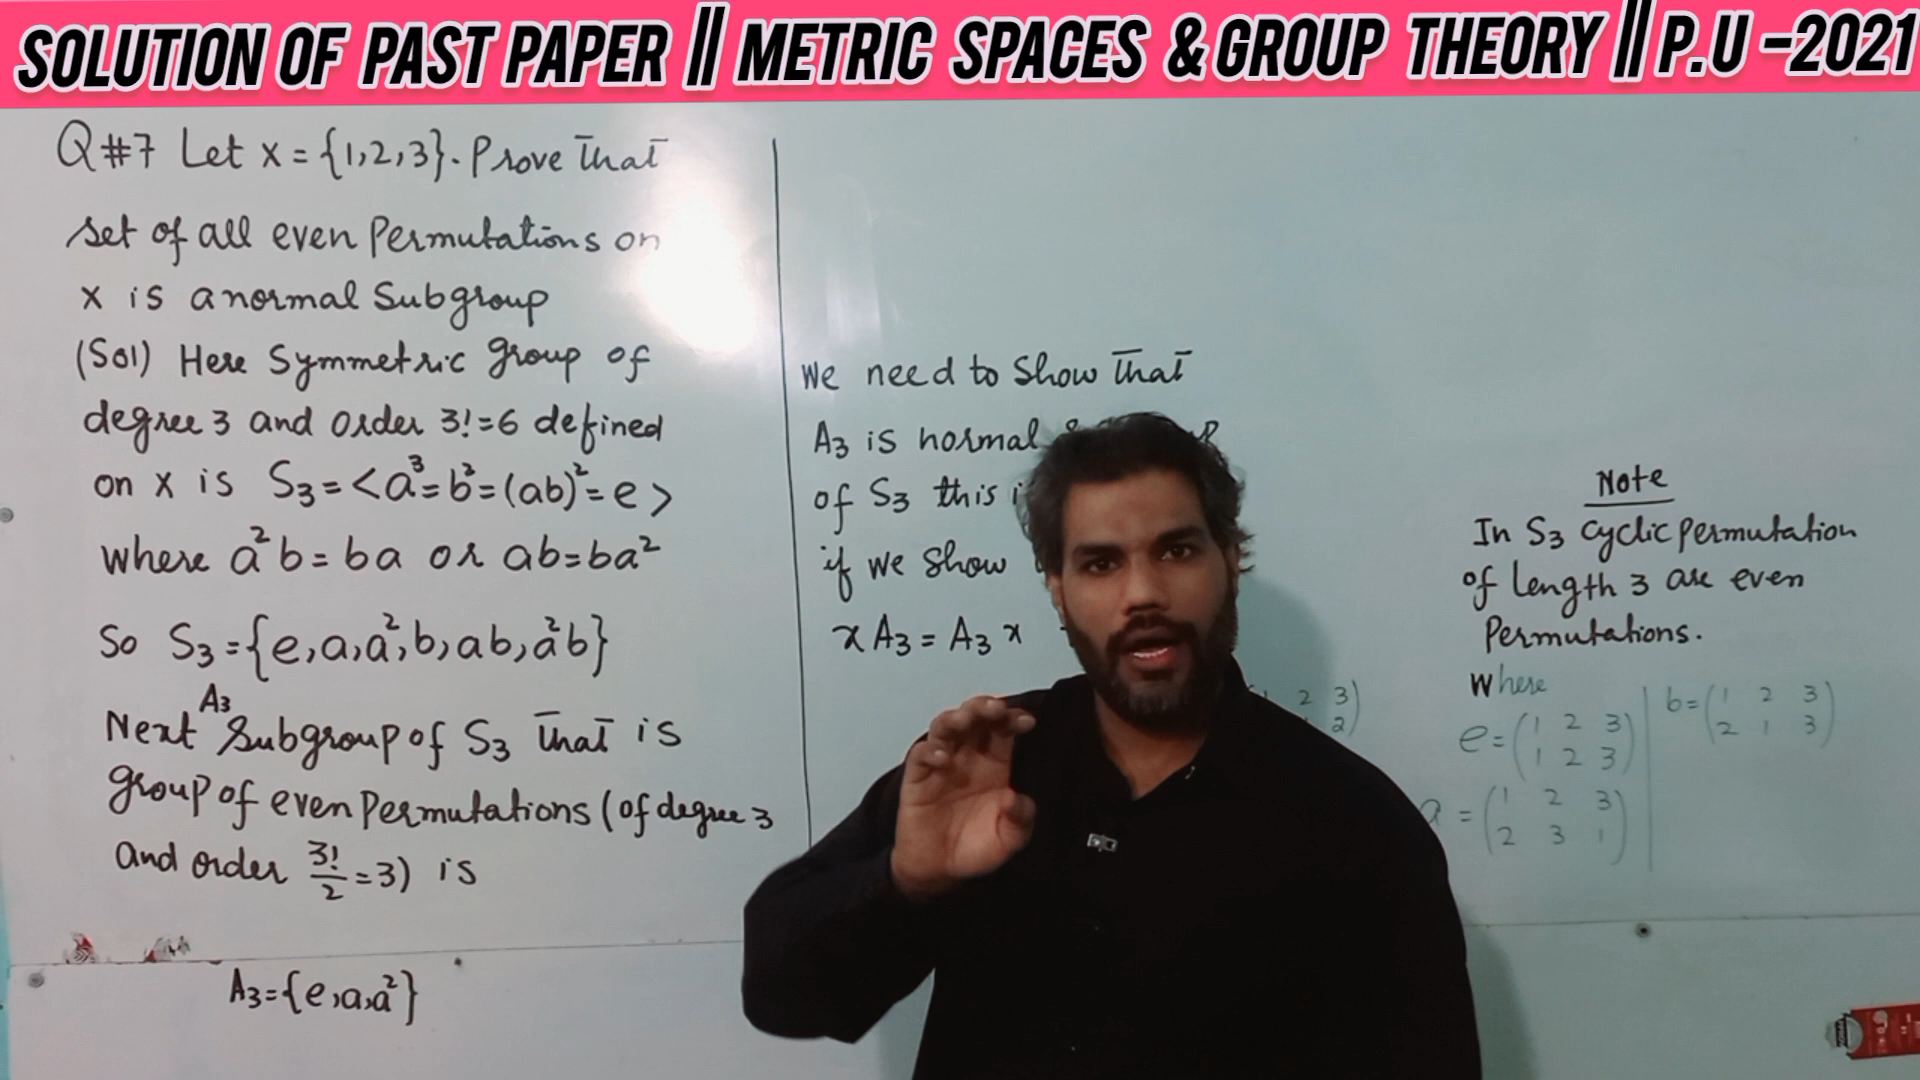 SOLUTION OF PAST PAPER || METRIC SPACES & GROUP THEORY || P.U -2021
Q#7 Let x = {1,2,3}. Prove that
set of all even Permutations on
x is a normal Subgroup
(Sol) Here Symmetric group of
degree 3 and order 3!=6 defined
on x is S₃=<a³=b²=(ab)²=e>
where a²b=ba or ab=ba²
So S₃={e,a,a²,b,ab,a²b}
Next A₃ Subgroup of S₃ that is
group of even Permutations (of degree 3
and order 3!/2=3) is
A₃={e,a,a²}
we need to show that
A₃ is normal
of S₃ this
if we show
xA₃ = A₃x
2 3)
2)
Note
In S₃ cyclic permutation
of length 3 are even
Permutations.
Where
e=(1 2 3
1 2 3)
a=(1 2 3
2 3 1)
b=(1 2 3
2 1 3)